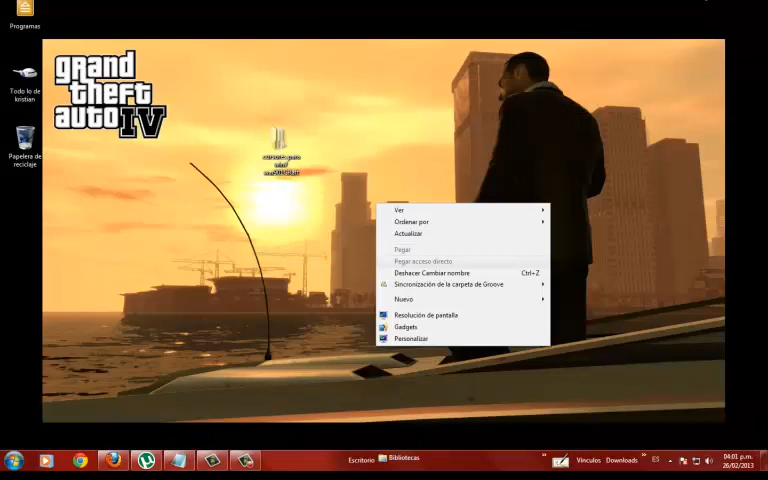 Programas
Todo lo de
kristian
Papelera de
reciclaje
grand
theft
auto IV
cursores para
Ver
Ordenar por
Actualizar
Pegar
Pegar acceso directo
Deshacer Cambiar nombre Ctrl+Z
Sincronización de la carpeta de Groove
Nuevo
Resolución de pantalla
Gadgets
Personalizar
Escritorio
Bibliotecas
Vínculos
Downloads
ES
04:01 p.m.
26/02/2013